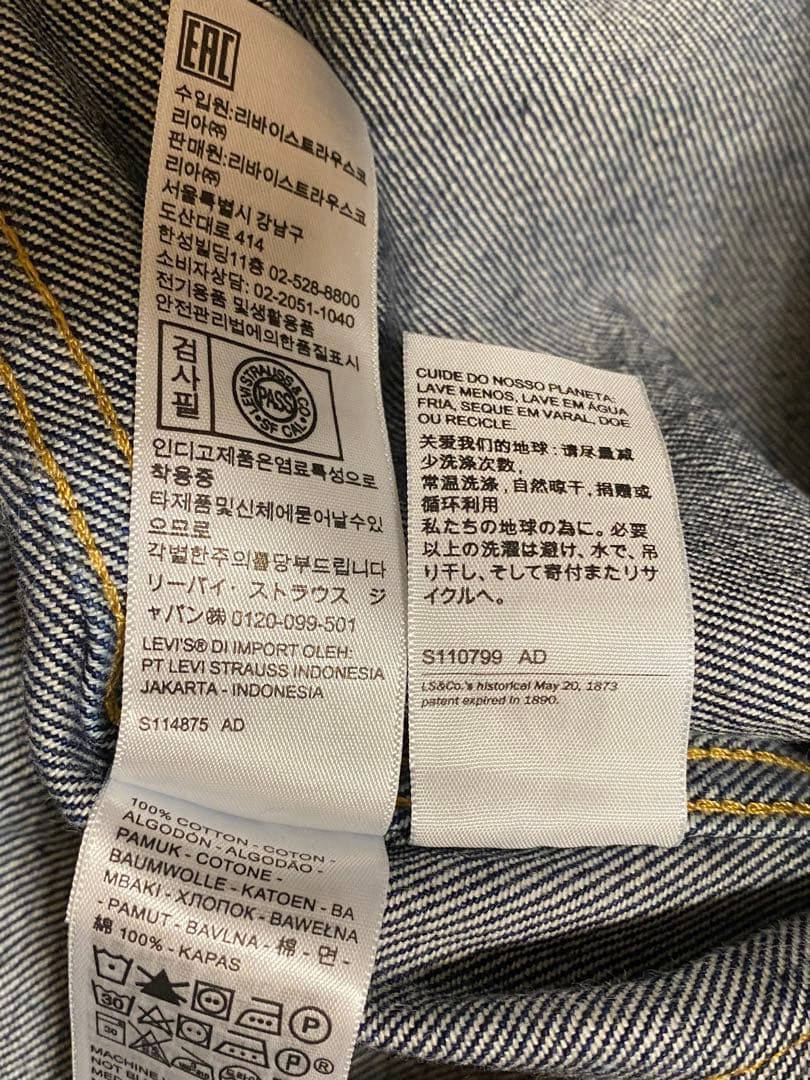 EAC
수입원:리바이스트라우스코
리아㈜
판매원:리바이스트라우스코
리아㈜
서울특별시 강남구
도산대로 414
한성빌딩11층 02-528-8800
소비자상담: 02-2051-1040
전기용품 및생활용품
안전관리법에의한품질표시
검사필
LEVI STRAUSS & CO
PASS
SF CAL
인디고제품은염료특성으로
착용중
타제품및신체에묻어날수있
으므로
각별한주의를당부드립니다
リーバイ・ストラウス ジ
ャパン㈱ 0120-099-501
LEVI'S® DI IMPORT OLEH:
PT LEVI STRAUSS INDONESIA
JAKARTA - INDONESIA
S114875 AD
CUIDE DO NOSSO PLANETA:
LAVE MENOS, LAVE EM ÁGUA
FRIA, SEQUE EM VARAL, DOE
OU RECICLE.
关爱我们的地球:请尽量减
少洗涤次数,
常温洗涤,自然晾干,捐赠或
循环利用
私たちの地球の為に。必要
以上の洗濯は避け、水で、吊
り干し、そして寄付またリサ
イクルへ。
S110799 AD
LS&Co.'s historical May 20, 1873
patent expired in 1890.
100% COTTON - COTON -
ALGODÓN - ALGODÃO -
PAMUK - COTONE -
BAUMWOLLE - KATOEN - BA
MBAKI - ХЛОПОК - BAWEŁNA
- PAMUT - BAVLNA - 棉 - 면 -
綿 100% - KAPAS
P
30
P ®
30
MACHINE
NOT